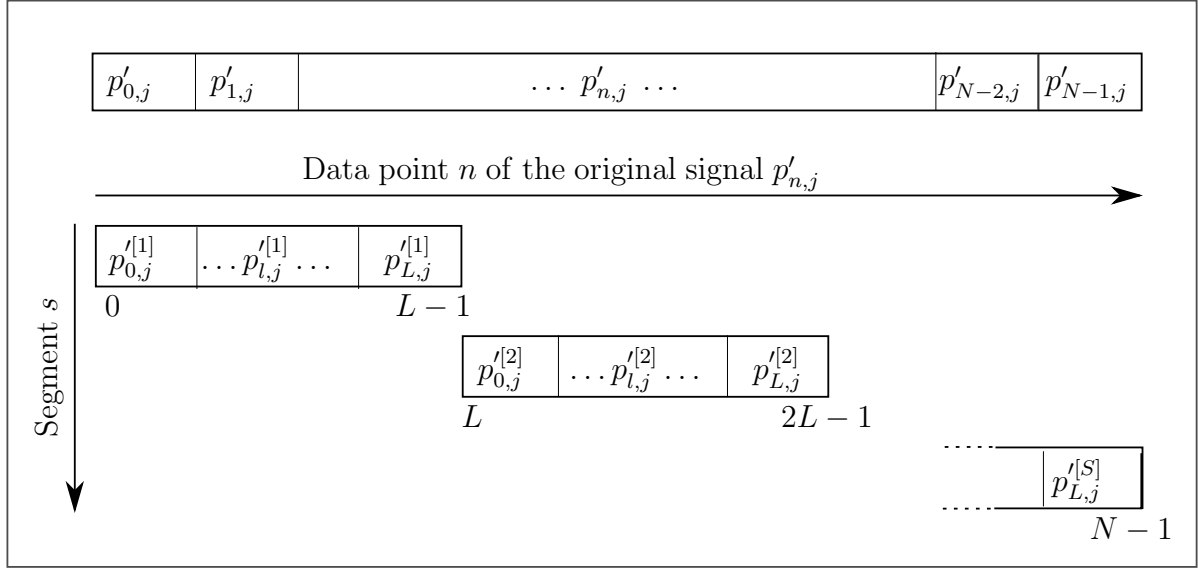 p′_{0,j} p′_{1,j} … p′_{n,j} … p′_{N−2,j} p′_{N−1,j}
Data point n of the original signal p′_{n,j}
Segment s
p′^{[1]}_{0,j} … p′^{[1]}_{l,j} … p′^{[1]}_{L,j}
0 L − 1
p′^{[2]}_{0,j} … p′^{[2]}_{l,j} … p′^{[2]}_{L,j}
L 2L − 1
p′^{[S]}_{L,j}
N − 1